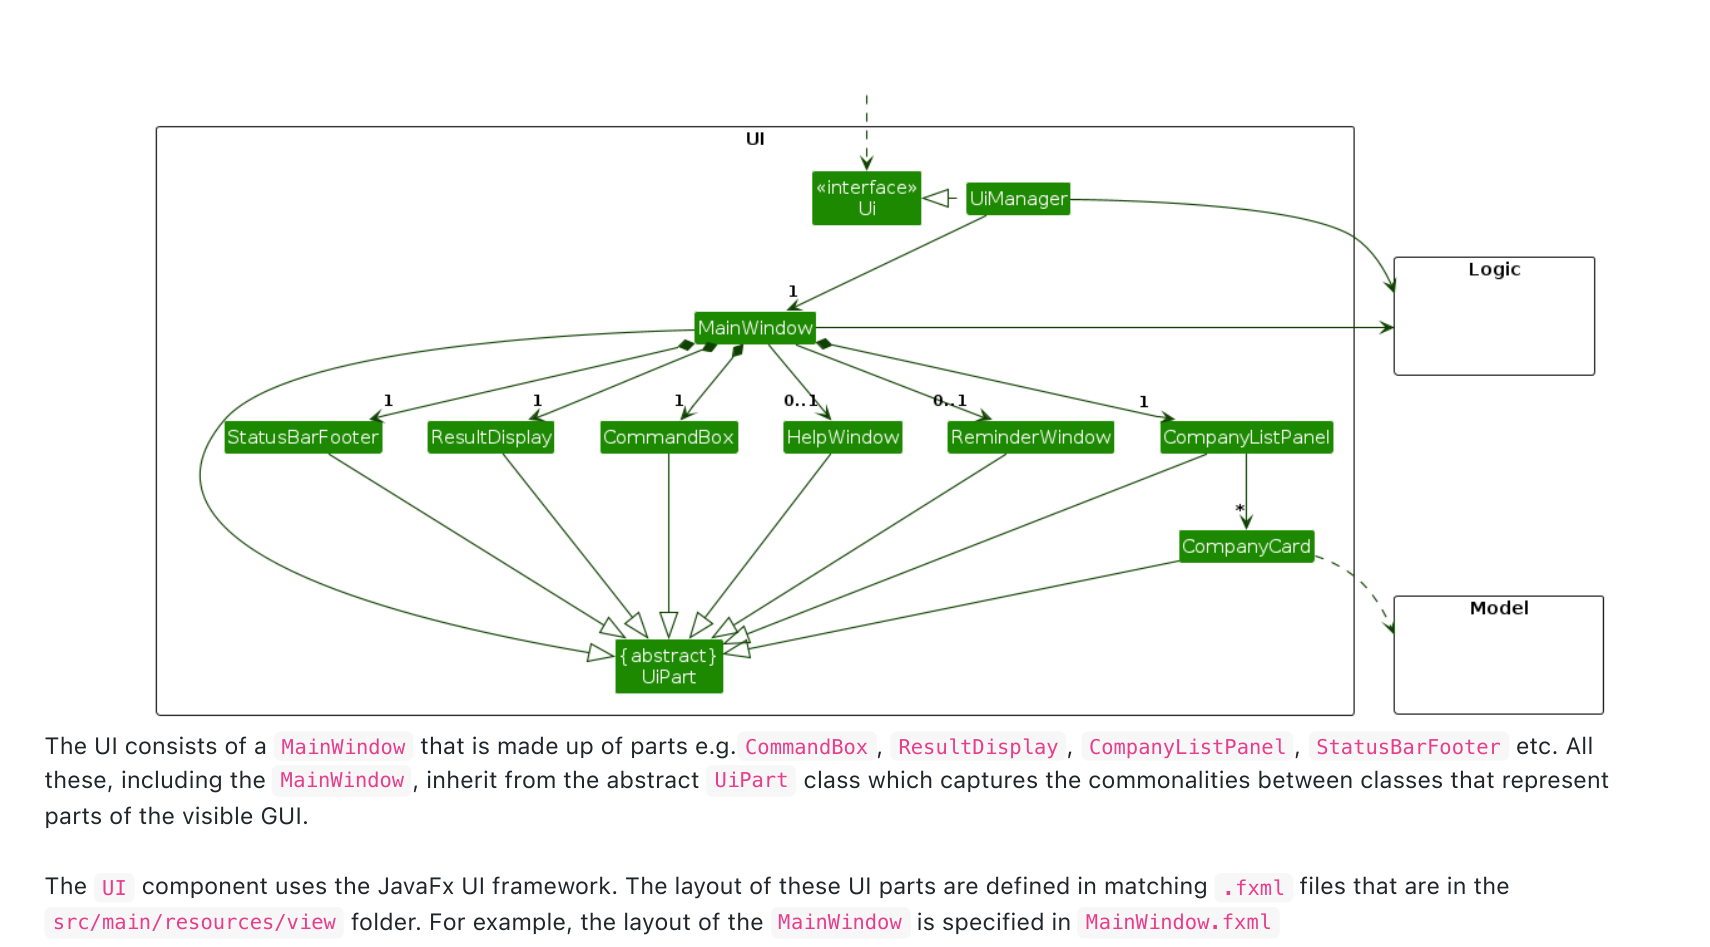 UI
«interface»
Ui
UiManager
Logic
1
MainWindow
1
1
1
0..1
0..1
1
StatusBarFooter
ResultDisplay
CommandBox
HelpWindow
ReminderWindow
CompanyListPanel
*
CompanyCard
Model
{abstract}
UiPart
The UI consists of a MainWindow that is made up of parts e.g. CommandBox , ResultDisplay , CompanyListPanel , StatusBarFooter etc. All
these, including the MainWindow , inherit from the abstract UiPart class which captures the commonalities between classes that represent
parts of the visible GUI.
The UI component uses the JavaFx UI framework. The layout of these UI parts are defined in matching .fxml files that are in the
src/main/resources/view folder. For example, the layout of the MainWindow is specified in MainWindow.fxml